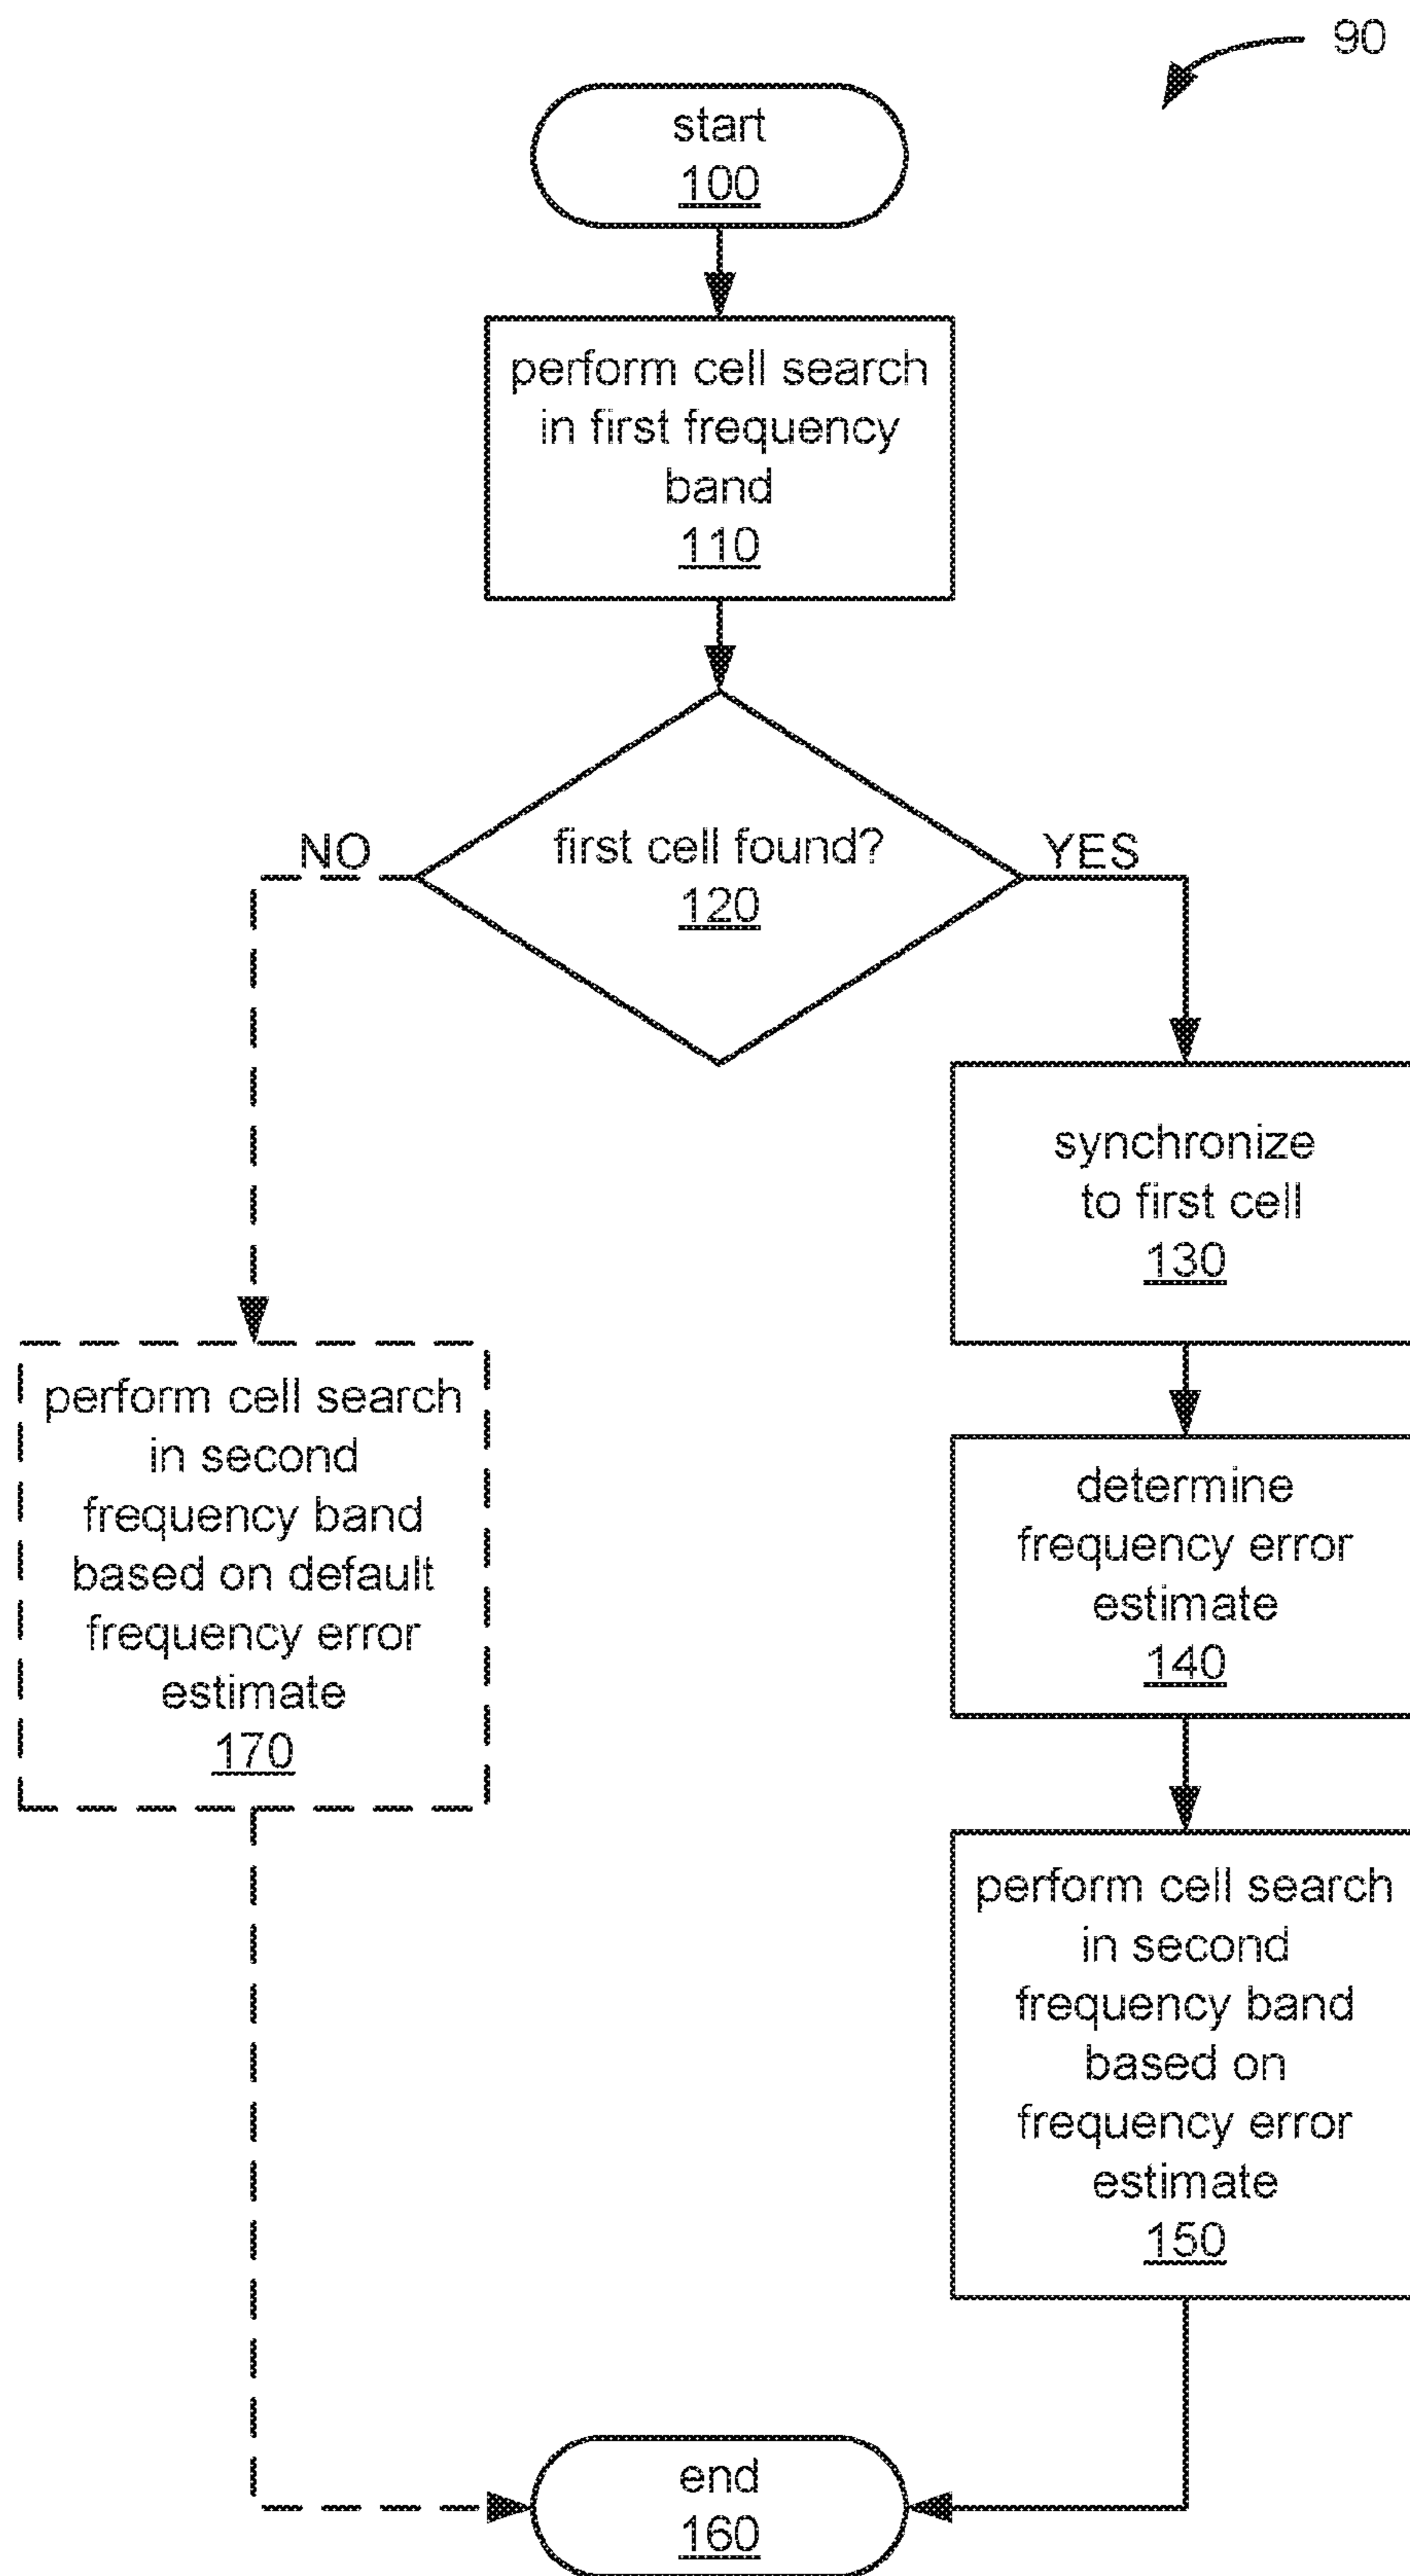 90
start
100
perform cell search
in first frequency
band
110
first cell found?
120
NO
YES
synchronize
to first cell
130
determine
frequency error
estimate
140
perform cell search
in second
frequency band
based on default
frequency error
estimate
170
perform cell search
in second
frequency band
based on
frequency error
estimate
150
end
160